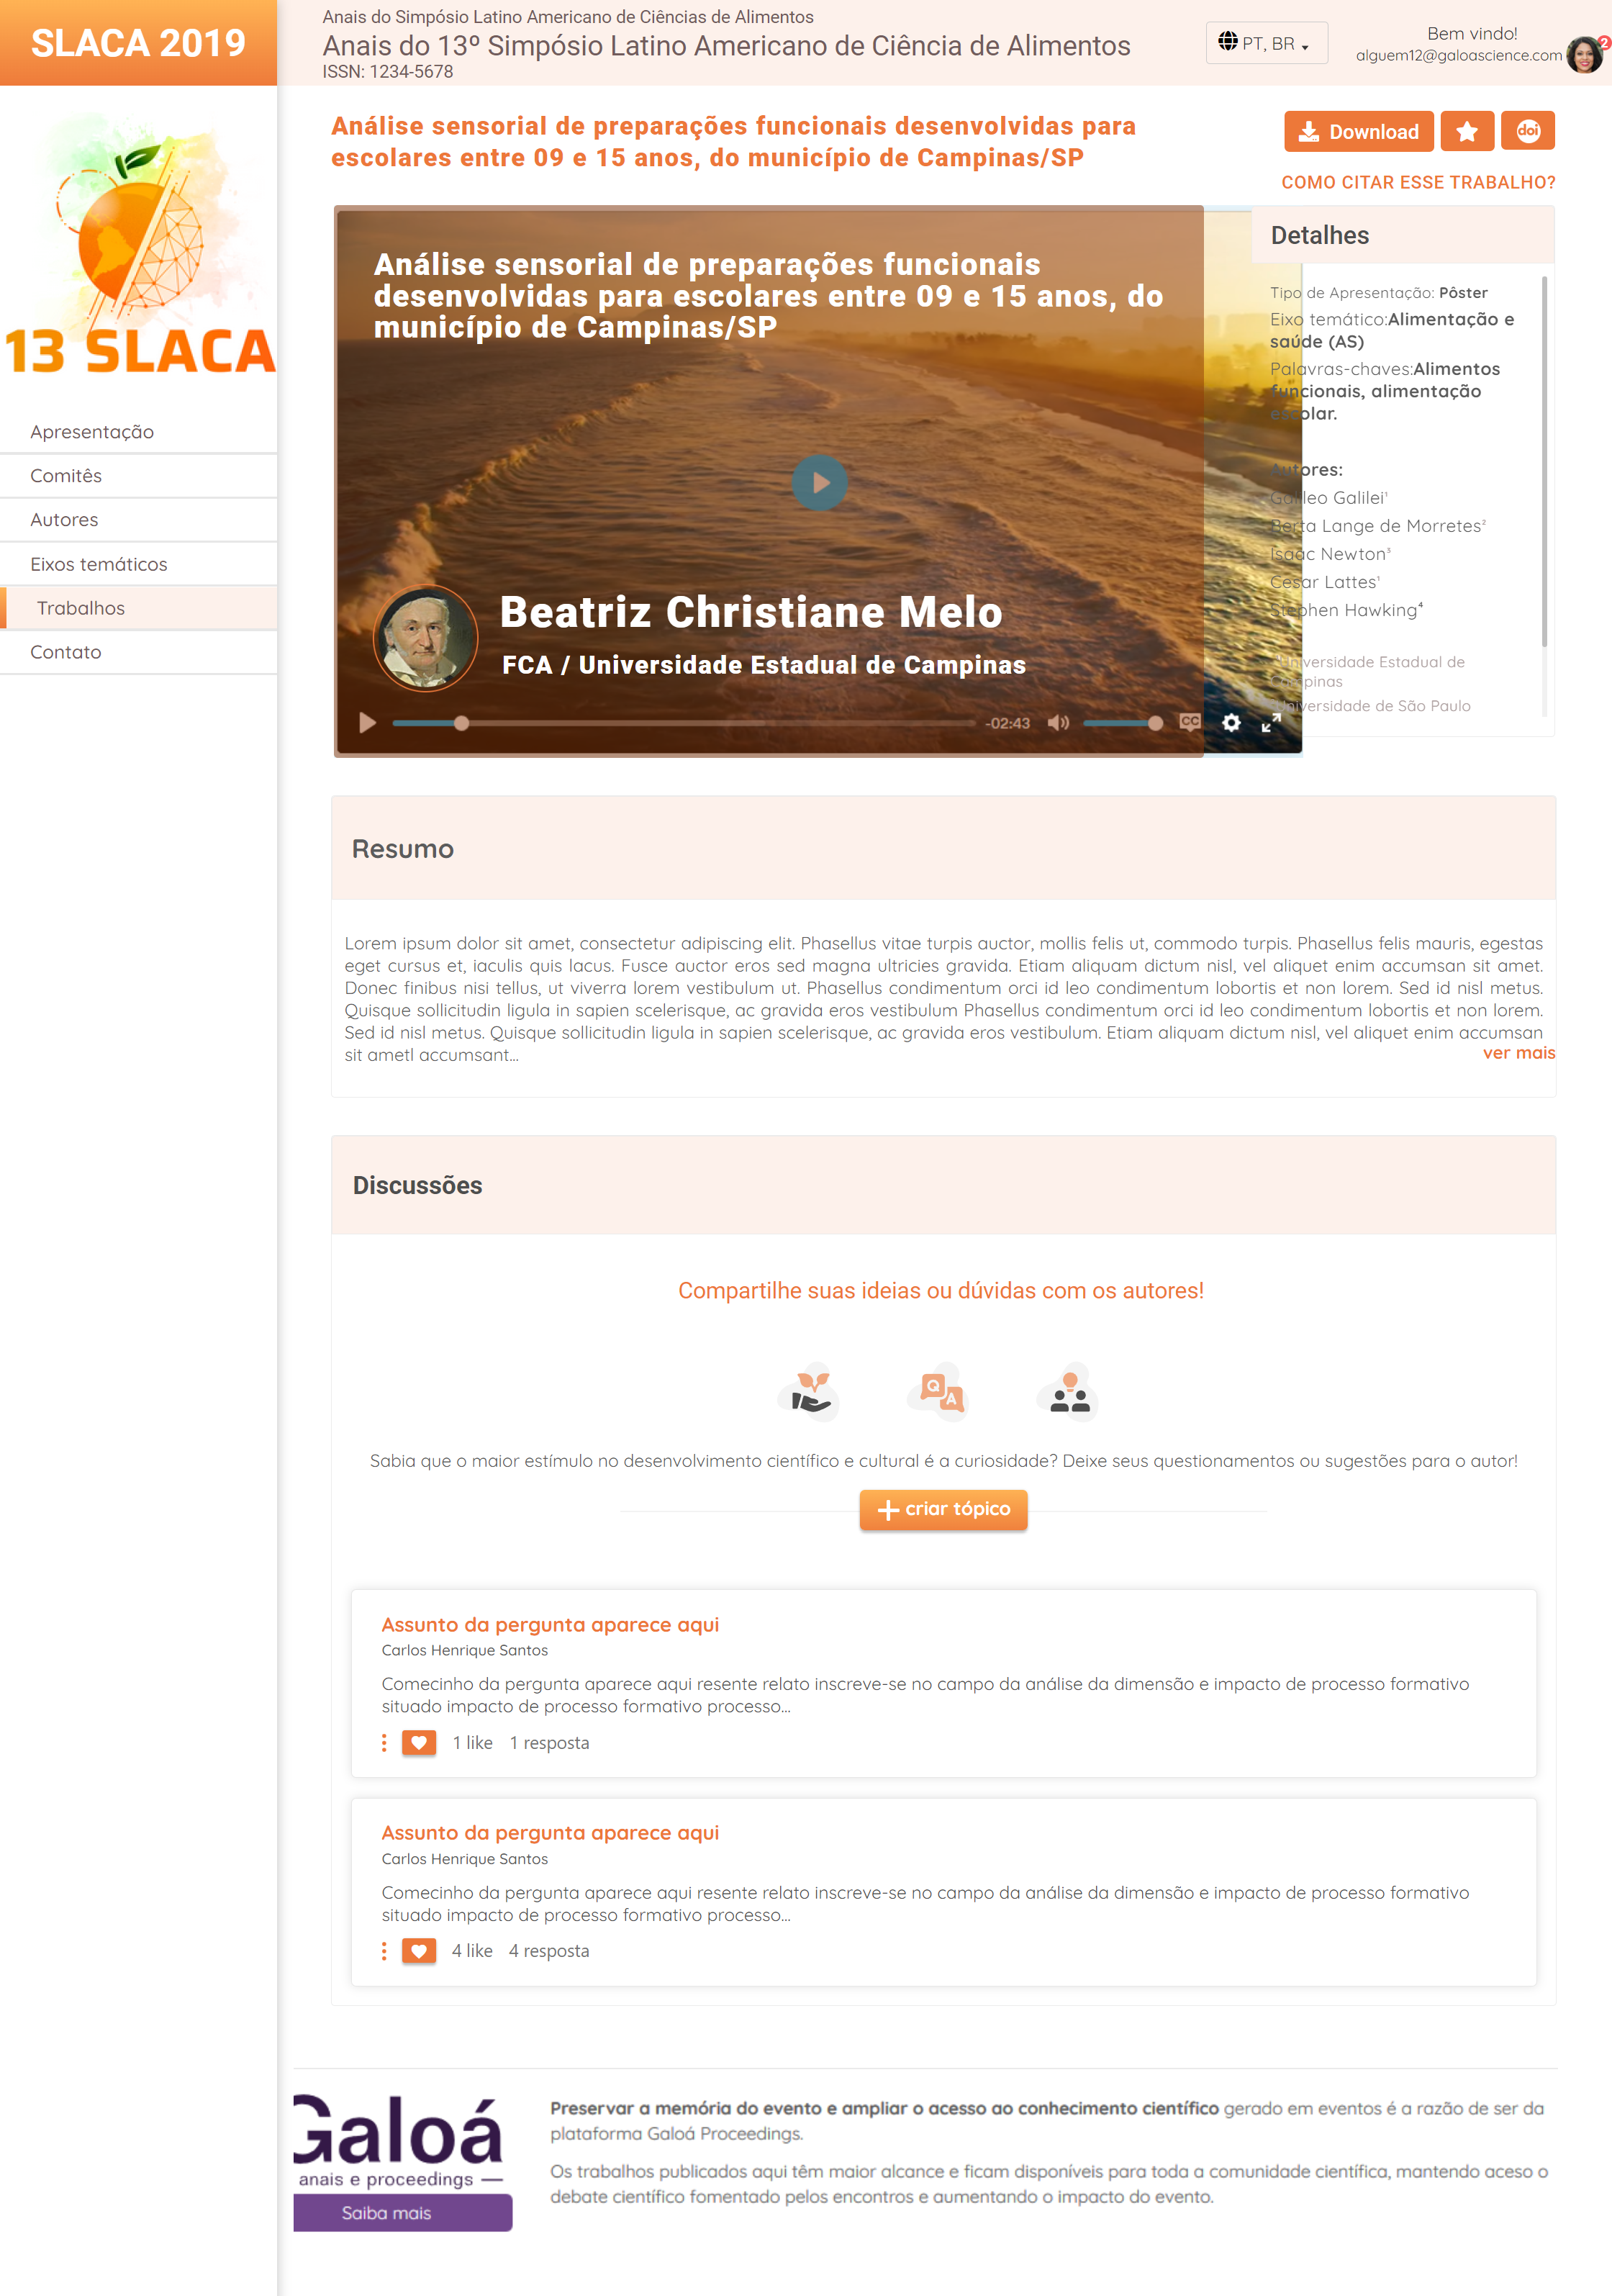 SLACA 2019
Anais do Simpósio Latino Americano de Ciências de Alimentos
Anais do 13º Simpósio Latino Americano de Ciência de Alimentos
ISSN: 1234-5678
PT, BR
Bem vindo!
alguem12@galoascience.com
2
13 SLACA
Apresentação
Comitês
Autores
Eixos temáticos
Trabalhos
Contato
Análise sensorial de preparações funcionais desenvolvidas para
escolares entre 09 e 15 anos, do município de Campinas/SP
Download
doi
COMO CITAR ESSE TRABALHO?
Análise sensorial de preparações funcionais
desenvolvidas para escolares entre 09 e 15 anos, do
município de Campinas/SP
Beatriz Christiane Melo
FCA / Universidade Estadual de Campinas
-02:43
CC
Detalhes
Tipo de Apresentação: Pôster
Eixo temático:Alimentação e
saúde (AS)
Palavras-chaves:Alimentos
funcionais, alimentação
escolar.
Autores:
Galileo Galilei¹
Berta Lange de Morretes²
Isaac Newton³
Cesar Lattes¹
Stephen Hawking⁴
Universidade Estadual de
Campinas
Universidade de São Paulo
Resumo
Lorem ipsum dolor sit amet, consectetur adipiscing elit. Phasellus vitae turpis auctor, mollis felis ut, commodo turpis. Phasellus felis mauris, egestas
eget cursus et, iaculis quis lacus. Fusce auctor eros sed magna ultricies gravida. Etiam aliquam dictum nisl, vel aliquet enim accumsan sit amet.
Donec finibus nisi tellus, ut viverra lorem vestibulum ut. Phasellus condimentum orci id leo condimentum lobortis et non lorem. Sed id nisl metus.
Quisque sollicitudin ligula in sapien scelerisque, ac gravida eros vestibulum Phasellus condimentum orci id leo condimentum lobortis et non lorem.
Sed id nisl metus. Quisque sollicitudin ligula in sapien scelerisque, ac gravida eros vestibulum. Etiam aliquam dictum nisl, vel aliquet enim accumsan
sit ametl accumsant...
ver mais
Discussões
Compartilhe suas ideias ou dúvidas com os autores!
Q
A
Sabia que o maior estímulo no desenvolvimento científico e cultural é a curiosidade? Deixe seus questionamentos ou sugestões para o autor!
criar tópico
Assunto da pergunta aparece aqui
Carlos Henrique Santos
Comecinho da pergunta aparece aqui resente relato inscreve-se no campo da análise da dimensão e impacto de processo formativo
situado impacto de processo formativo processo...
1 like 1 resposta
Assunto da pergunta aparece aqui
Carlos Henrique Santos
Comecinho da pergunta aparece aqui resente relato inscreve-se no campo da análise da dimensão e impacto de processo formativo
situado impacto de processo formativo processo...
4 like 4 resposta
Galoá
anais e proceedings
Saiba mais
Preservar a memória do evento e ampliar o acesso ao conhecimento científico gerado em eventos é a razão de ser da
plataforma Galoá Proceedings.
Os trabalhos publicados aqui têm maior alcance e ficam disponíveis para toda a comunidade científica, mantendo aceso o
debate científico fomentado pelos encontros e aumentando o impacto do evento.